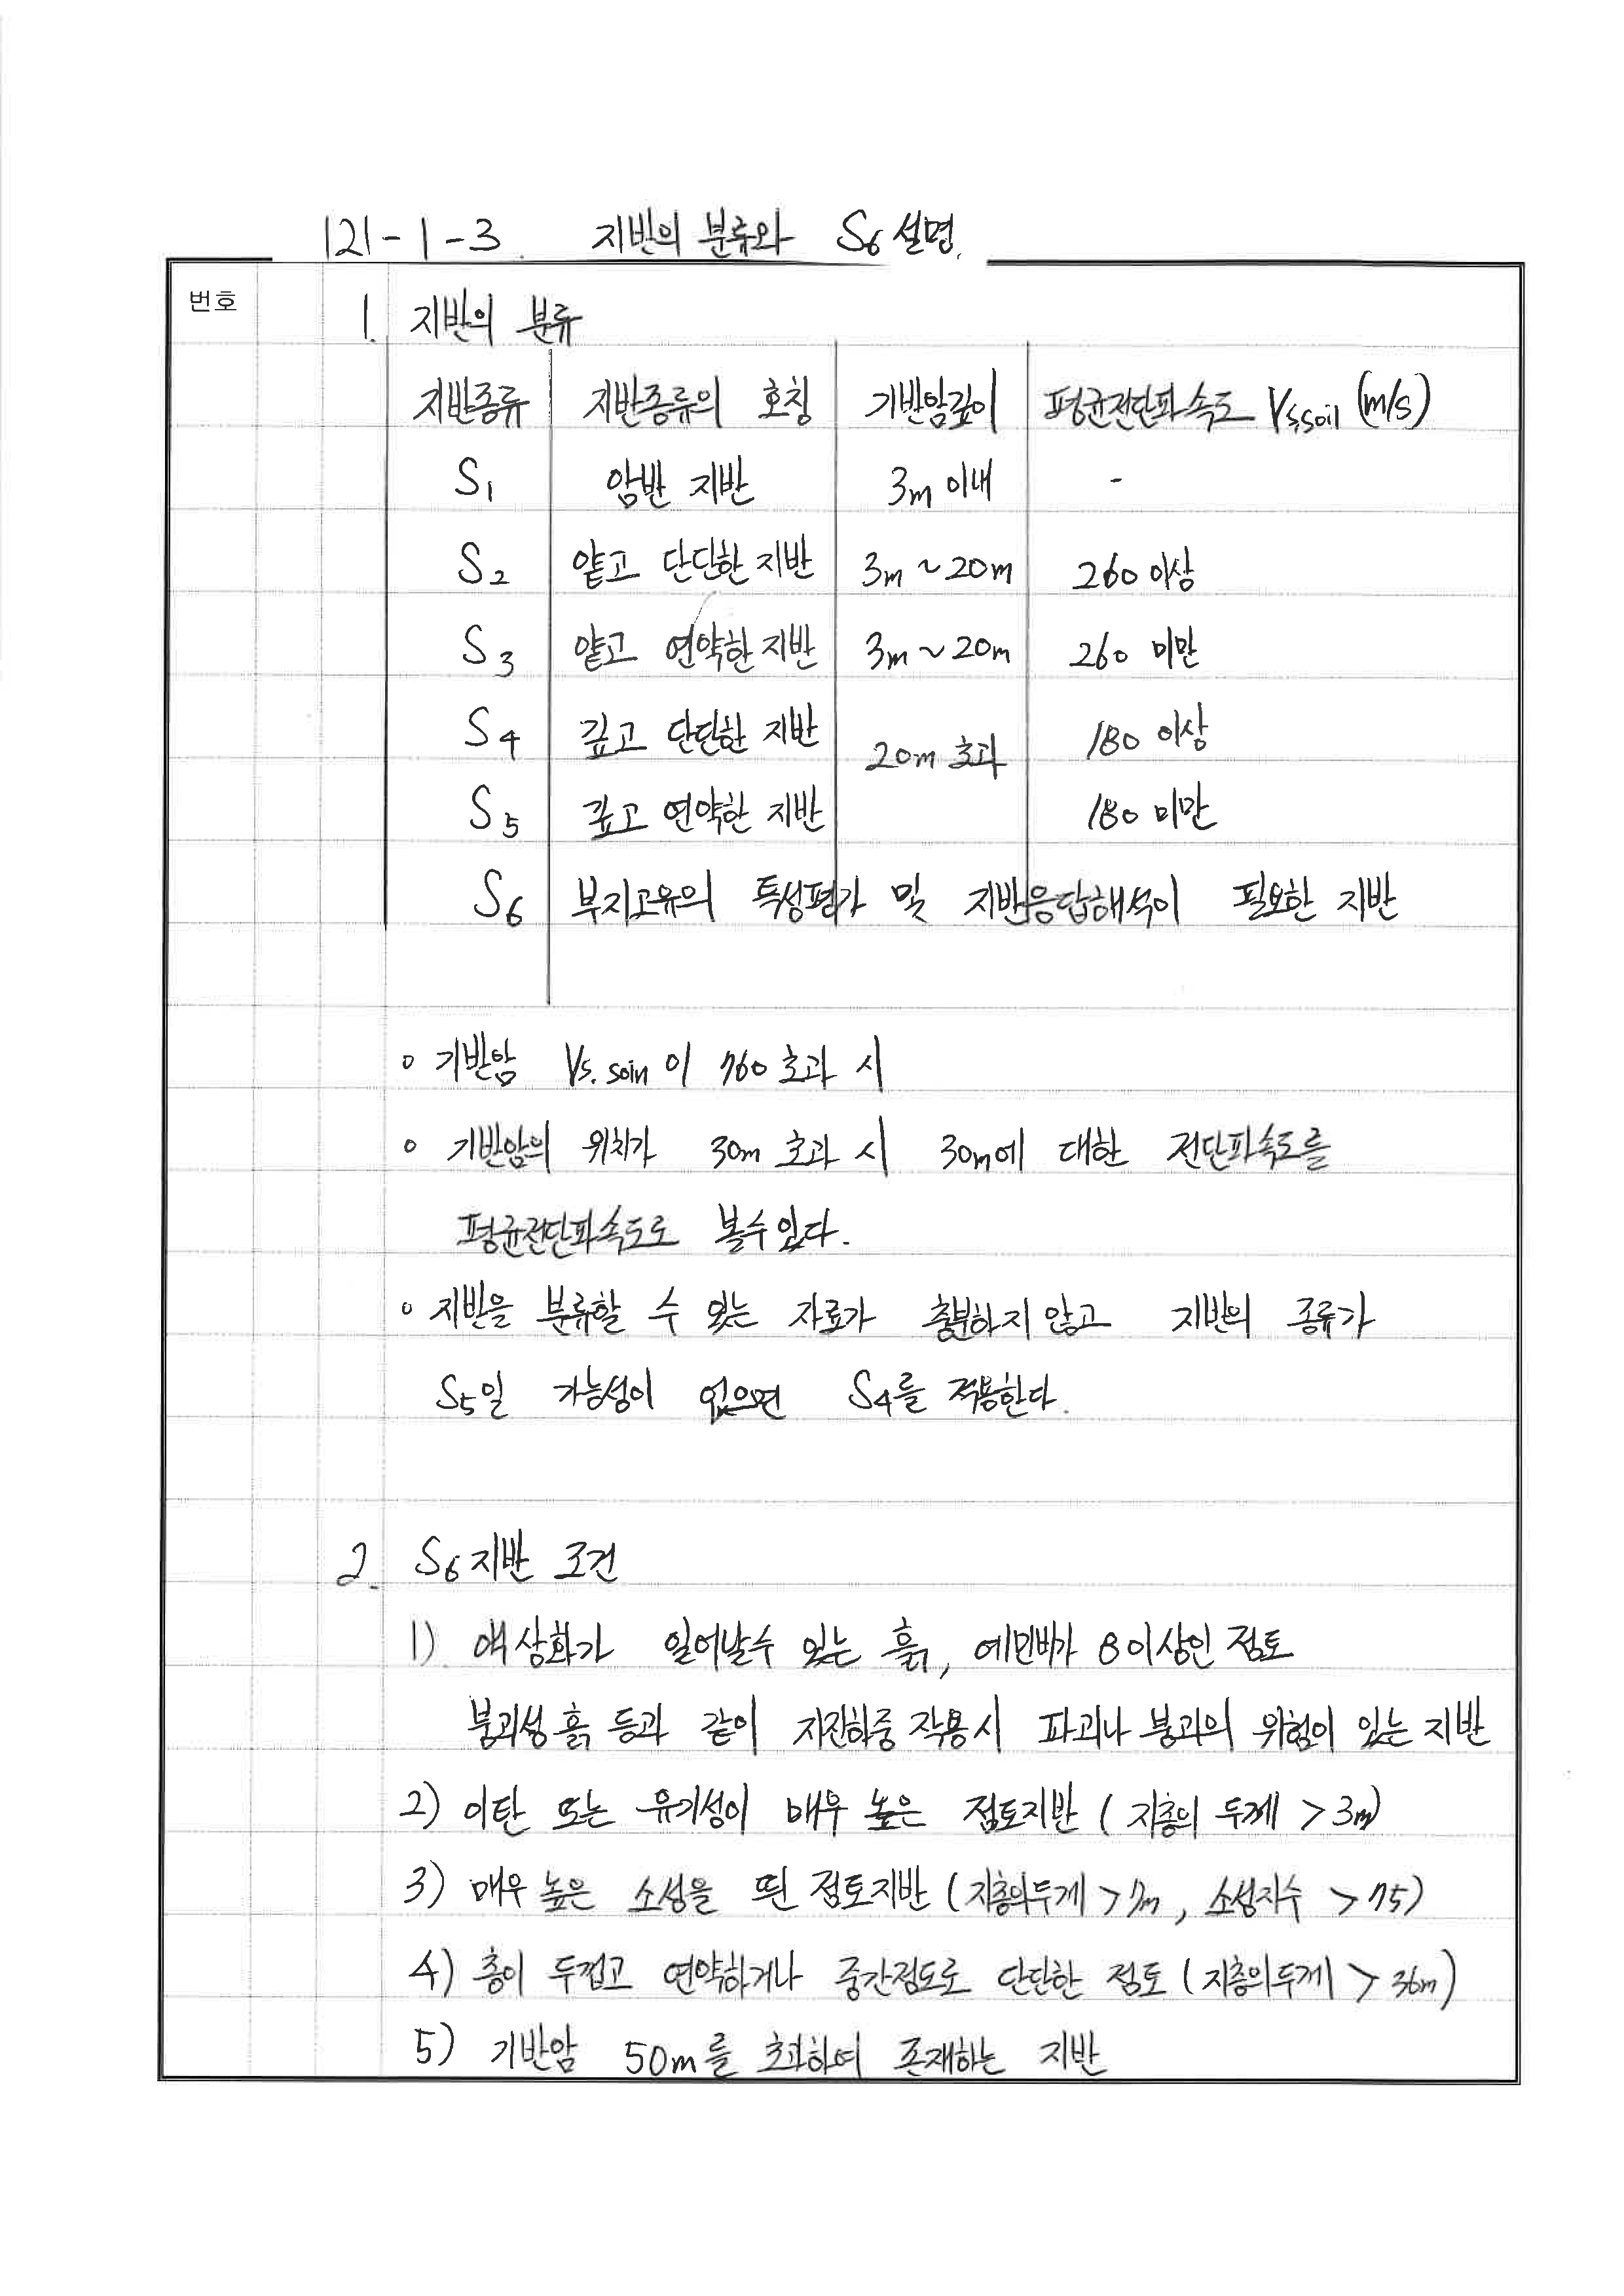 121-1-3. 지반의 분류와 S6 설명.
번호
1. 지반의 분류
지반종류 지반종류의 호칭 기반암깊이 평균전단파속도 Vs,soil (m/s)
S1 암반 지반 3m 이내 -
S2 얕고 단단한 지반 3m ~ 20m 260 이상
S3 얕고 연약한 지반 3m ~ 20m 260 미만
S4 깊고 단단한 지반 20m 초과 180 이상
S5 깊고 연약한 지반 180 미만
S6 부지고유의 특성평가 및 지반응답해석이 필요한 지반
o 기반암 Vs.soin 이 760 초과 시
o 기반암의 위치가 30m 초과 시 30m에 대한 전단파속도를
평균전단파속도로 볼수있다.
o 지반을 분류할 수 있는 자료가 충분하지 않고 지반의 종류가
S5일 가능성이 없으면 S4를 적용한다.
2. S6 지반 조건
1) 액상화가 일어날수 있는 흙, 예민비가 8이상인 점토
붕괴성 흙 등과 같이 지진하중 작용시 파괴나 붕괴의 위험이 있는 지반
2) 이탄 또는 유기성이 매우 높은 점토지반 (지층의 두께 > 3m)
3) 매우 높은 소성을 띈 점토지반 (지층의두께 > 7m, 소성지수 > 75)
4) 층이 두껍고 연약하거나 중간정도로 단단한 점토 (지층의두께 > 36m)
5) 기반암 50m를 초과하여 존재하는 지반